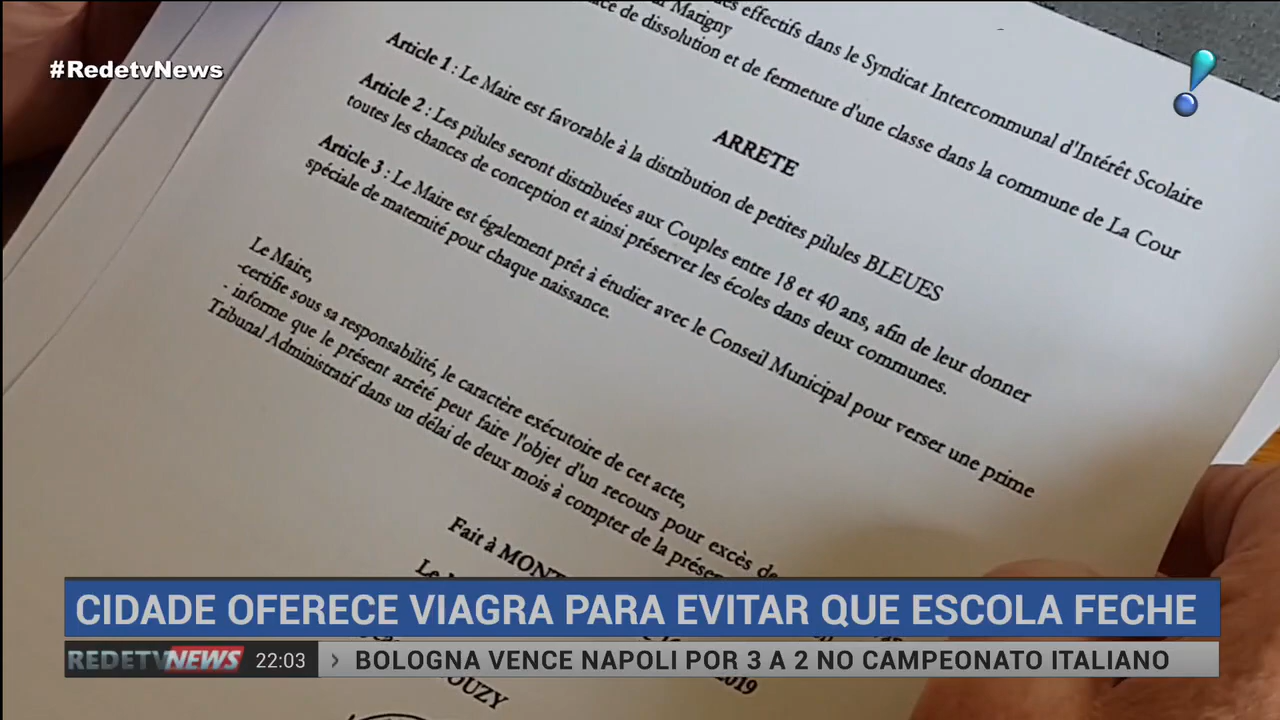 #RedetvNews
effectifs dans le Syndicat Intercommunal d'Intérêt Scolaire
Marigny
de dissolution et de fermeture d'une classe dans la commune de La Cour
ARRETE
Article 1 : Le Maire est favorable à la distribution de petites pilules BLEUES
Article 2 : Les pilules seront distribuées aux Couples entre 18 et 40 ans, afin de leur donner
toutes les chances de conception et ainsi préserver les écoles dans deux communes.
Article 3 : Le Maire est également prêt à étudier avec le Conseil Municipal pour verser une prime
spéciale de maternité pour chaque naissance.
Le Maire,
-certifie sous sa responsabilité, le caractère exécutoire de cet acte,
- informe que le présent arrêté peut faire l'objet d'un recours pour excès de
Tribunal Administratif dans un délai de deux mois à compter de la
Fait à
2019
CIDADE OFERECE VIAGRA PARA EVITAR QUE ESCOLA FECHE
REDETV NEWS 22:03 › BOLOGNA VENCE NAPOLI POR 3 A 2 NO CAMPEONATO ITALIANO